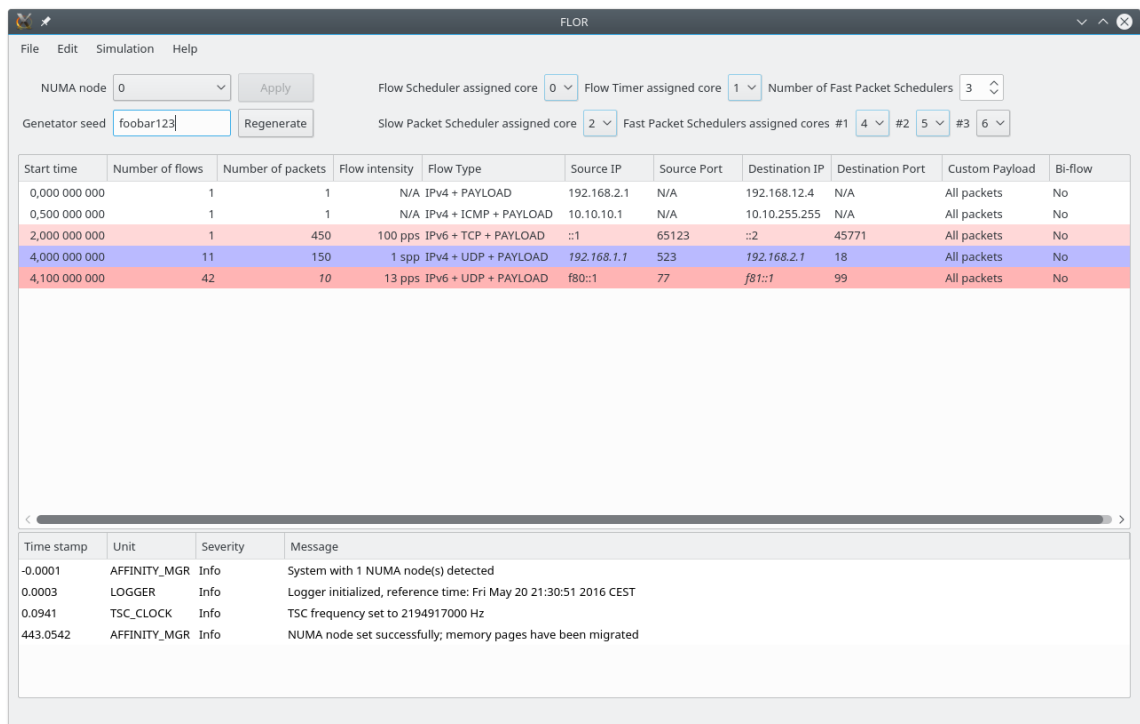 FLOR
File Edit Simulation Help
NUMA node 0 Apply Flow Scheduler assigned core 0 Flow Timer assigned core 1 Number of Fast Packet Schedulers 3
Genetator seed foobar123 Regenerate Slow Packet Scheduler assigned core 2 Fast Packet Schedulers assigned cores #1 4 #2 5 #3 6
Start time Number of flows Number of packets Flow intensity Flow Type Source IP Source Port Destination IP Destination Port Custom Payload Bi-flow
0,000 000 000 1 1 N/A IPv4 + PAYLOAD 192.168.2.1 N/A 192.168.12.4 N/A All packets No
0,500 000 000 1 1 N/A IPv4 + ICMP + PAYLOAD 10.10.10.1 N/A 10.10.255.255 N/A All packets No
2,000 000 000 1 450 100 pps IPv6 + TCP + PAYLOAD ::1 65123 ::2 45771 All packets No
4,000 000 000 11 150 1 spp IPv4 + UDP + PAYLOAD 192.168.1.1 523 192.168.2.1 18 All packets No
4,100 000 000 42 10 13 pps IPv6 + UDP + PAYLOAD f80::1 77 f81::1 99 All packets No
Time stamp Unit Severity Message
-0.0001 AFFINITY_MGR Info System with 1 NUMA node(s) detected
0.0003 LOGGER Info Logger initialized, reference time: Fri May 20 21:30:51 2016 CEST
0.0941 TSC_CLOCK Info TSC frequency set to 2194917000 Hz
443.0542 AFFINITY_MGR Info NUMA node set successfully; memory pages have been migrated